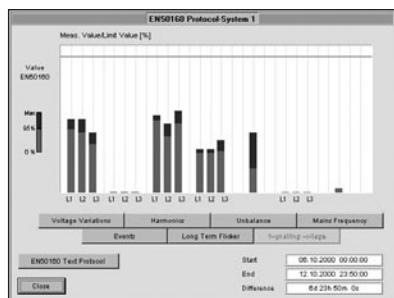 EN50160 Protocol-System 1
Meas. Value/Limit Value [%]
Value
EN50160
Max
95%
0%
L1 L2 L3 L1 L2 L3 L1 L2 L3 L1 L2 L3 L1 L2 L3
Voltage Variations Harmonics Unbalance Mains Frequency
Events Long Term Flicker Signalling voltage
EN50160 Text Protocol
Start 06.10.2000 00:00:00
End 12.10.2000 23:50:00
Close
Difference 6d 23h 50m 0s